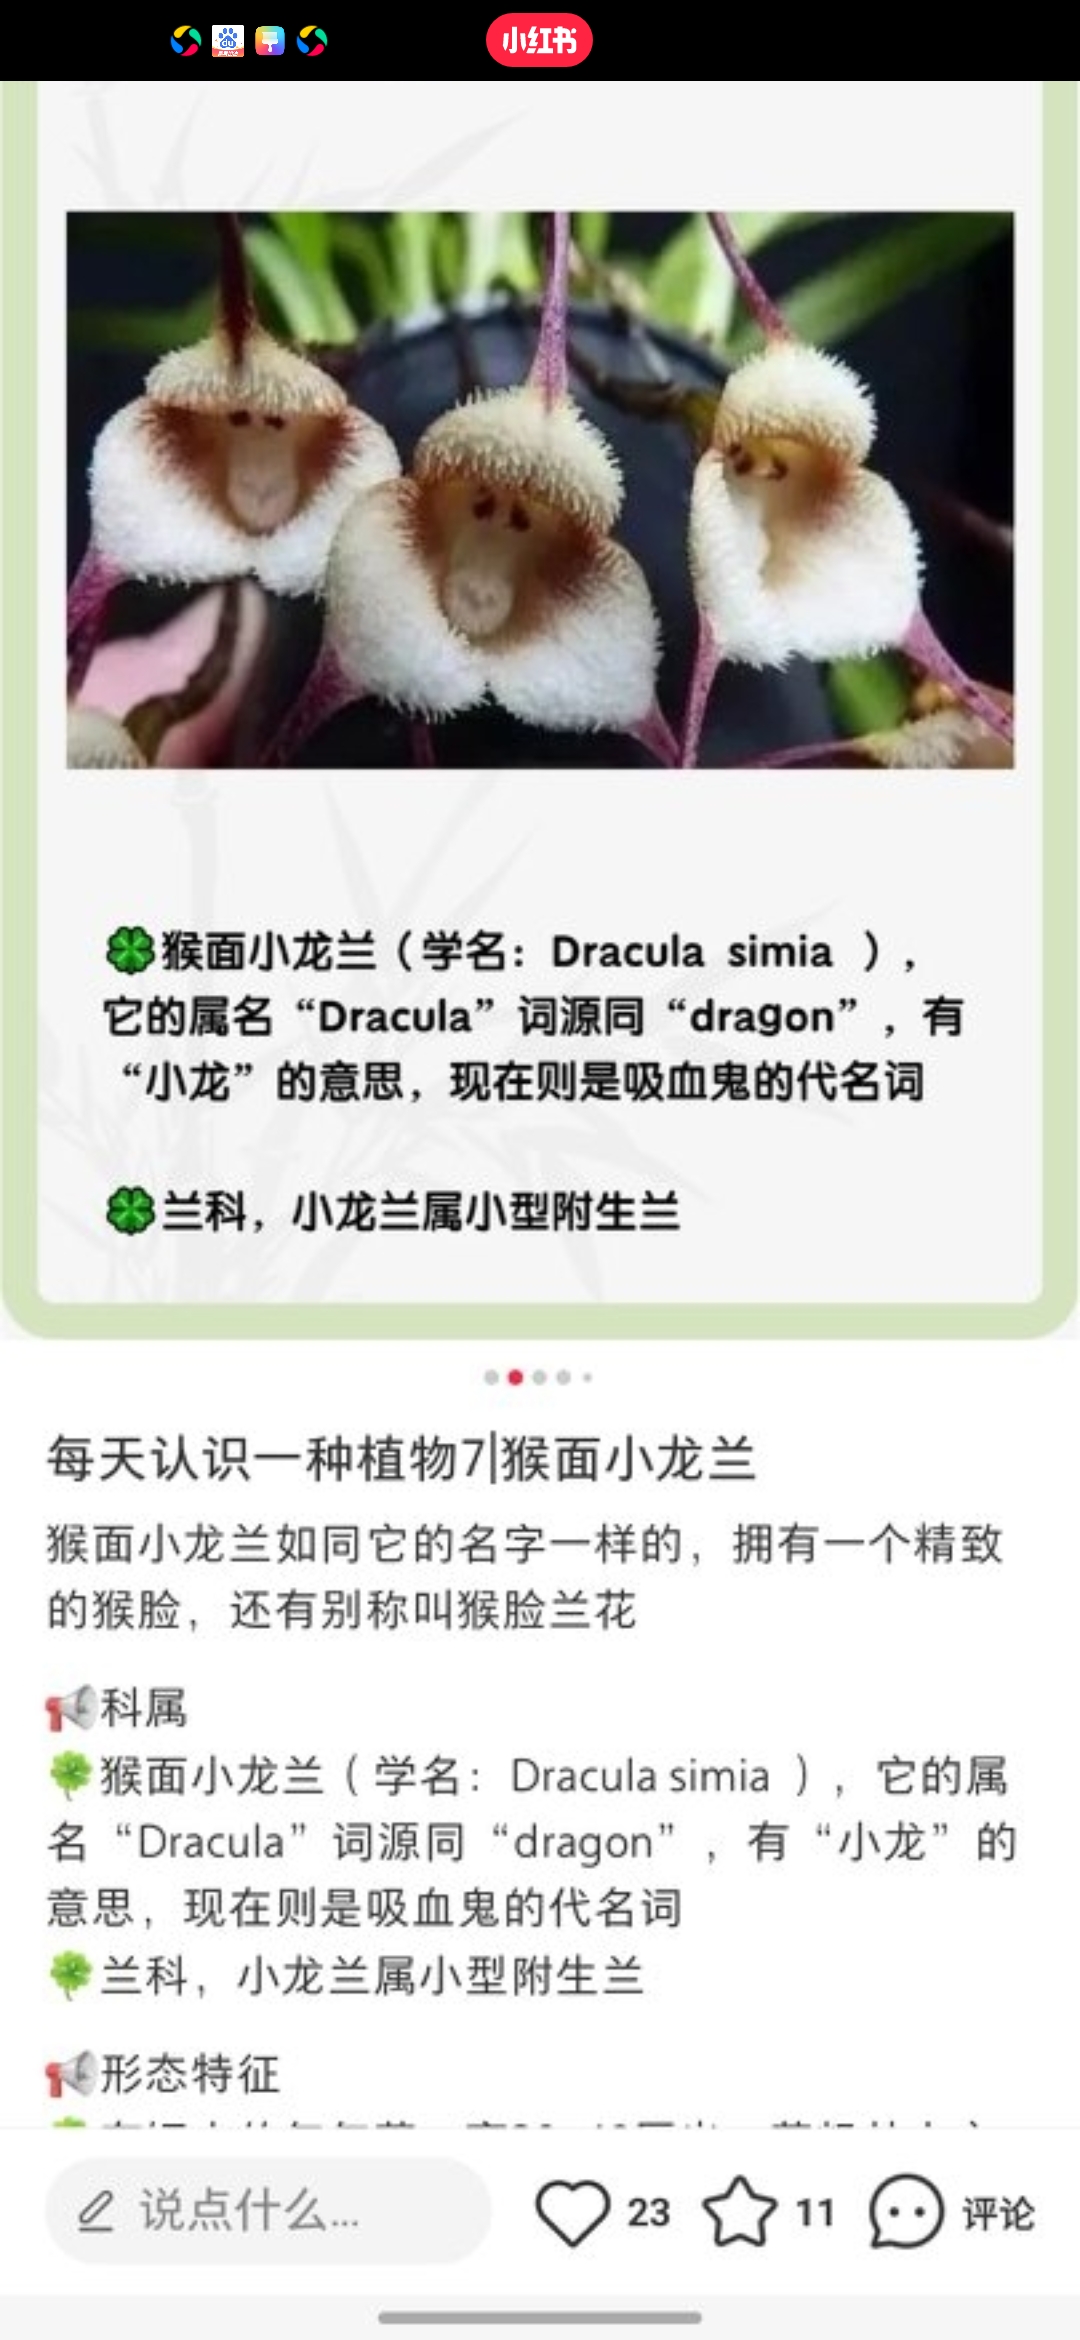 小红书
猴面小龙兰（学名：Dracula simia ），
它的属名“Dracula”词源同“dragon”，有
“小龙”的意思，现在则是吸血鬼的代名词
兰科，小龙兰属小型附生兰
每天认识一种植物7|猴面小龙兰
猴面小龙兰如同它的名字一样的，拥有一个精致
的猴脸，还有别称叫猴脸兰花
科属
猴面小龙兰（学名：Dracula simia ），它的属
名“Dracula”词源同“dragon”，有“小龙”的
意思，现在则是吸血鬼的代名词
兰科，小龙兰属小型附生兰
形态特征
说点什么...
23
11
评论